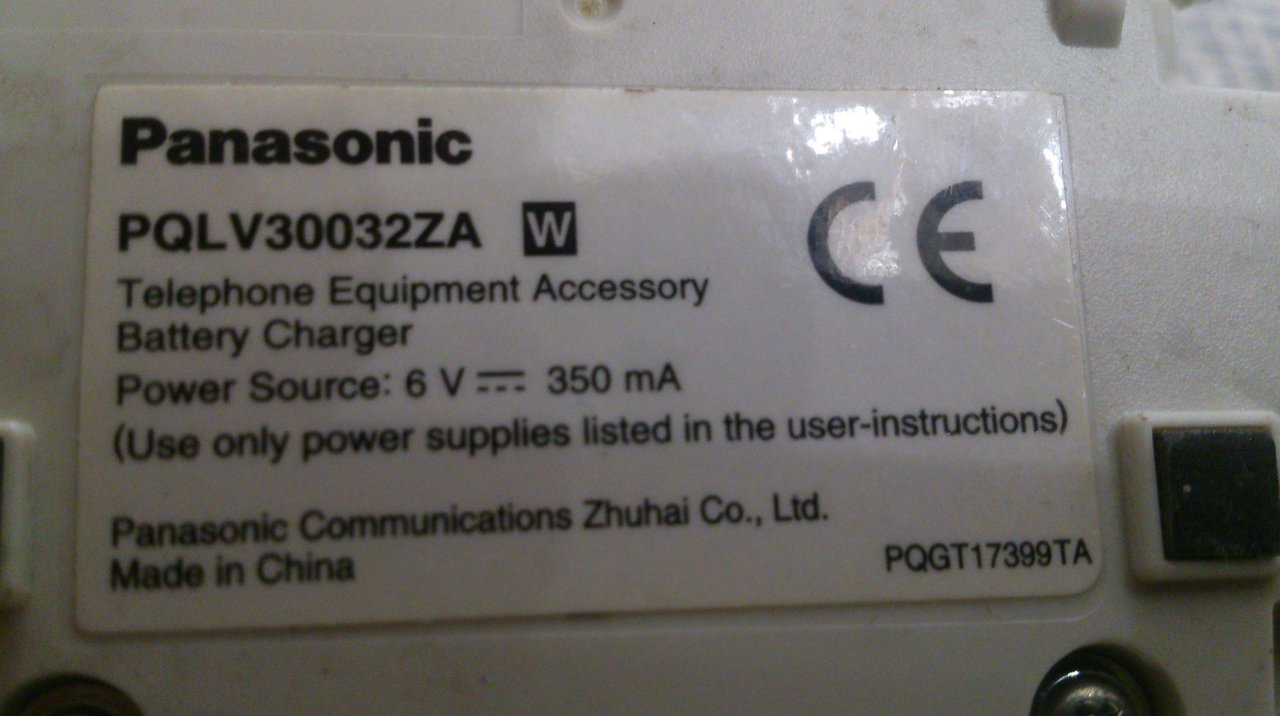 Panasonic
PQLV30032ZA W
Telephone Equipment Accessory
Battery Charger
Power Source: 6 V ⎓ 350 mA
(Use only power supplies listed in the user-instructions)
Panasonic Communications Zhuhai Co., Ltd.
Made in China
PQGT17399TA
CE